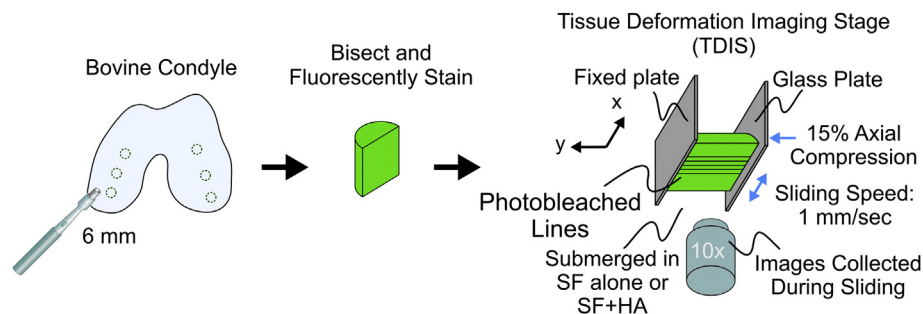 Bovine Condyle
6 mm
Bisect and
Fluorescently Stain
Tissue Deformation Imaging Stage
(TDIS)
Fixed plate
Glass Plate
x
y
15% Axial
Compression
Sliding Speed:
1 mm/sec
Photobleached
Lines
Submerged in
SF alone or
SF+HA
10x
Images Collected
During Sliding